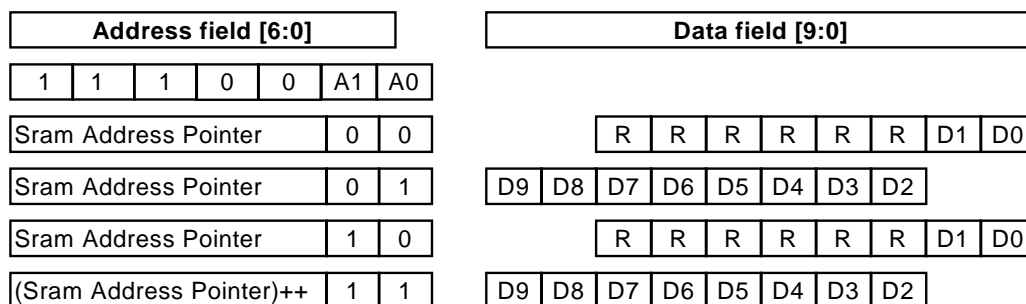 Address field [6:0] Data field [9:0]
1 1 1 0 0 A1 A0
Sram Address Pointer 0 0 R R R R R R D1 D0
Sram Address Pointer 0 1 D9 D8 D7 D6 D5 D4 D3 D2
Sram Address Pointer 1 0 R R R R R R D1 D0
(Sram Address Pointer)++ 1 1 D9 D8 D7 D6 D5 D4 D3 D2